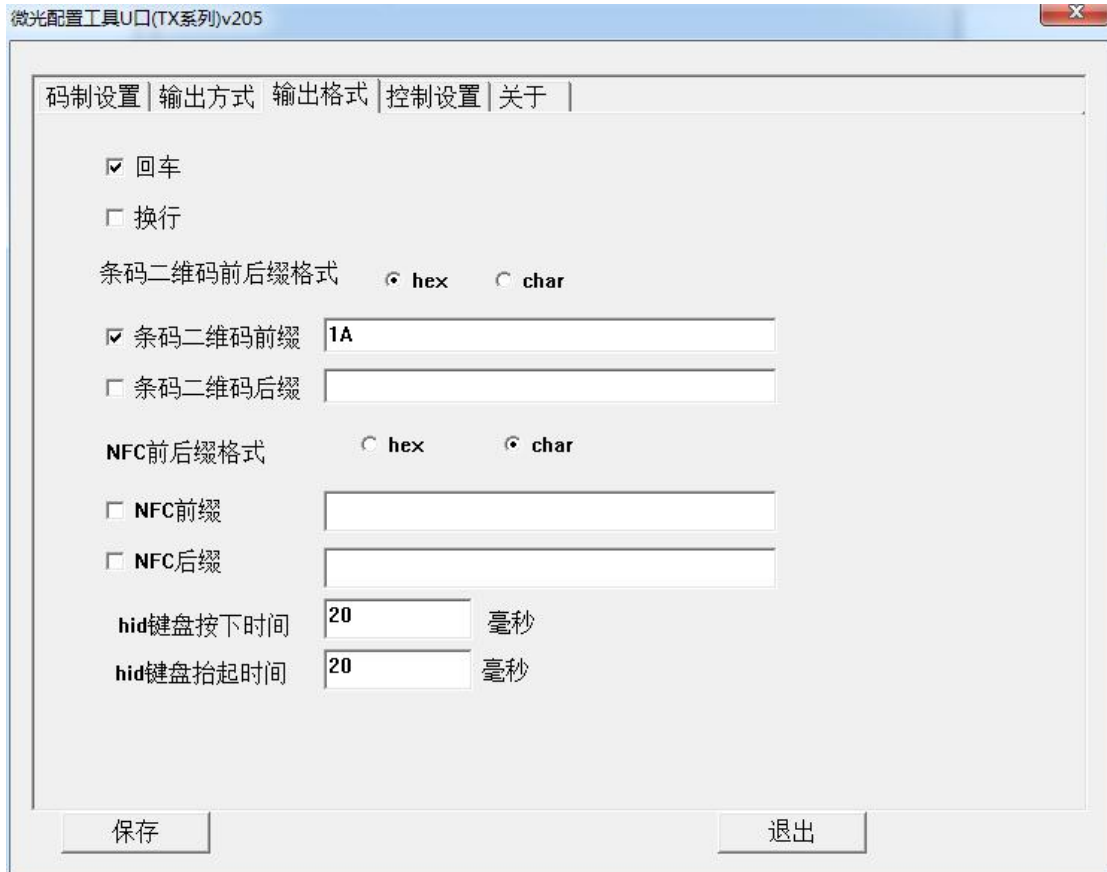 微光配置工具U口(TX系列)v205
码制设置 输出方式 输出格式 控制设置 关于
回车
换行
条码二维码前后缀格式 hex char
条码二维码前缀 1A
条码二维码后缀
NFC前后缀格式 hex char
NFC前缀
NFC后缀
hid键盘按下时间 20 毫秒
hid键盘抬起时间 20 毫秒
保存 退出